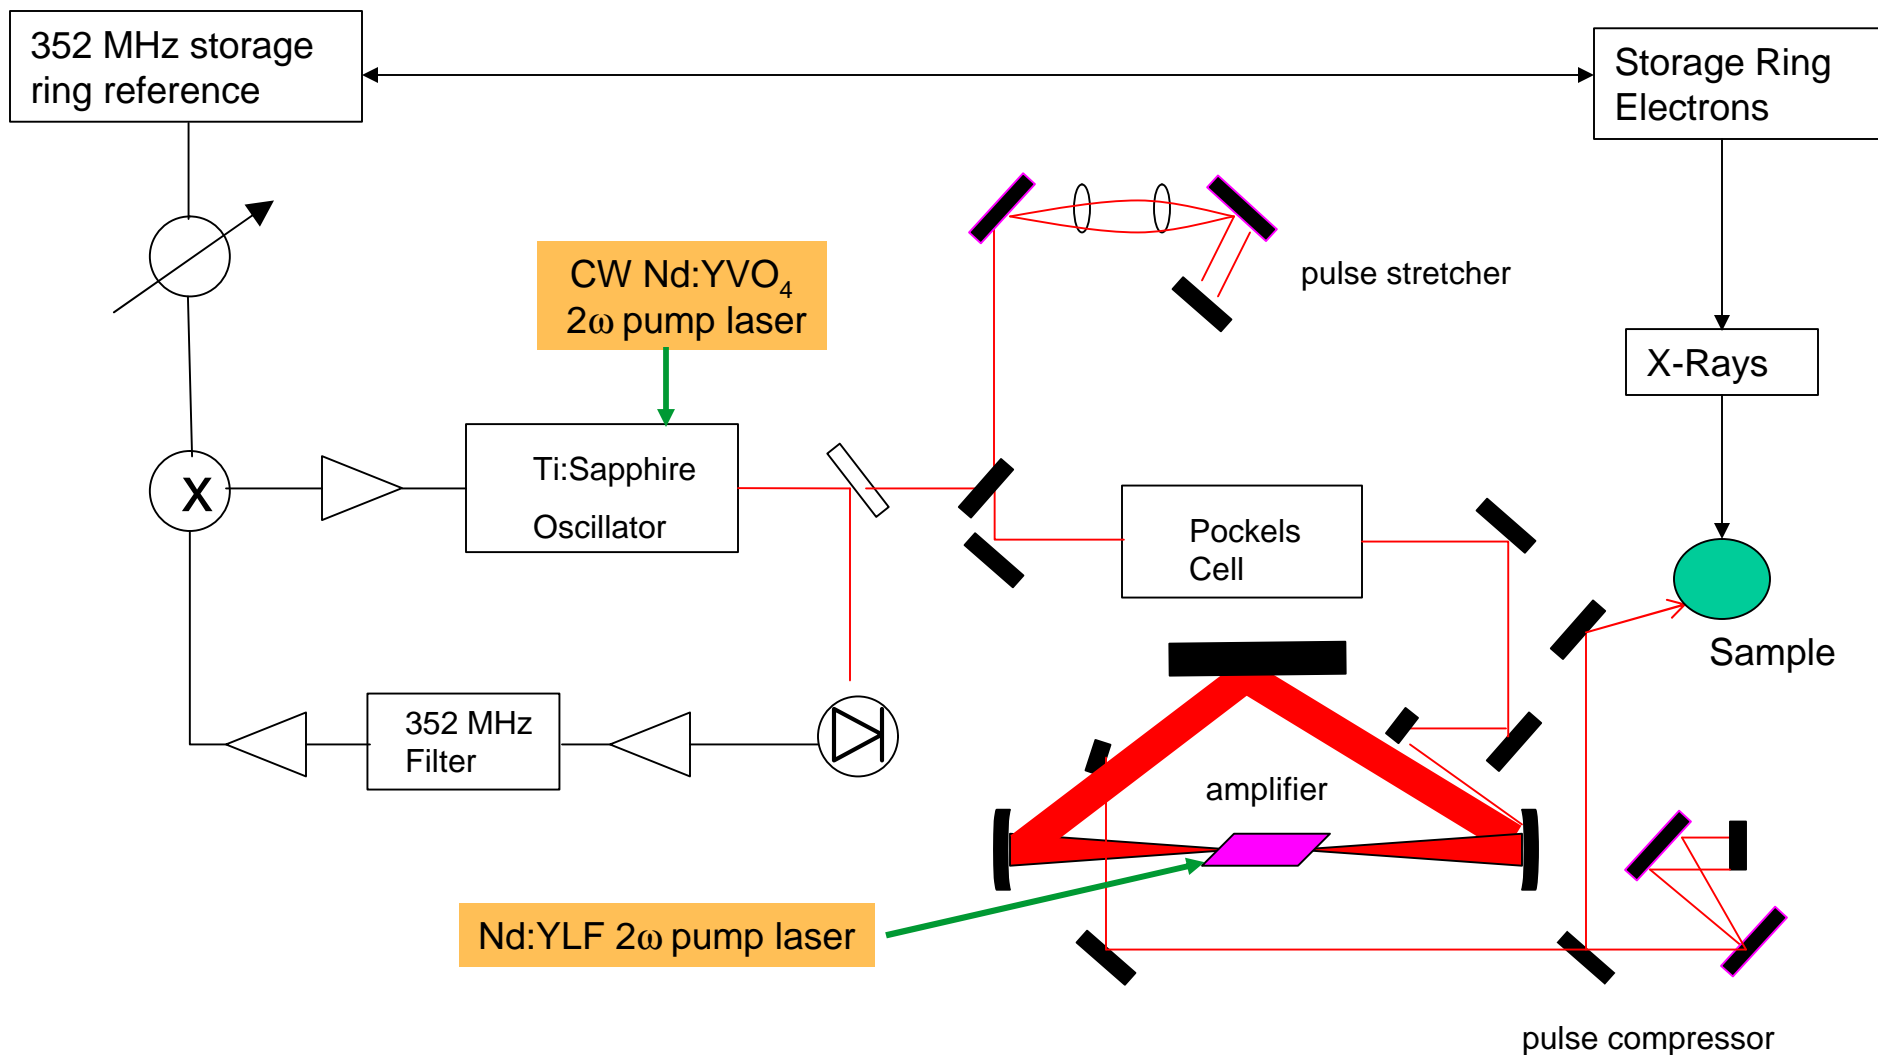 352 MHz storage
ring reference
Storage Ring
Electrons
CW Nd:YVO₄
2ω pump laser
pulse stretcher
X-Rays
X
Ti:Sapphire
Oscillator
Pockels
Cell
Sample
352 MHz
Filter
amplifier
Nd:YLF 2ω pump laser
pulse compressor